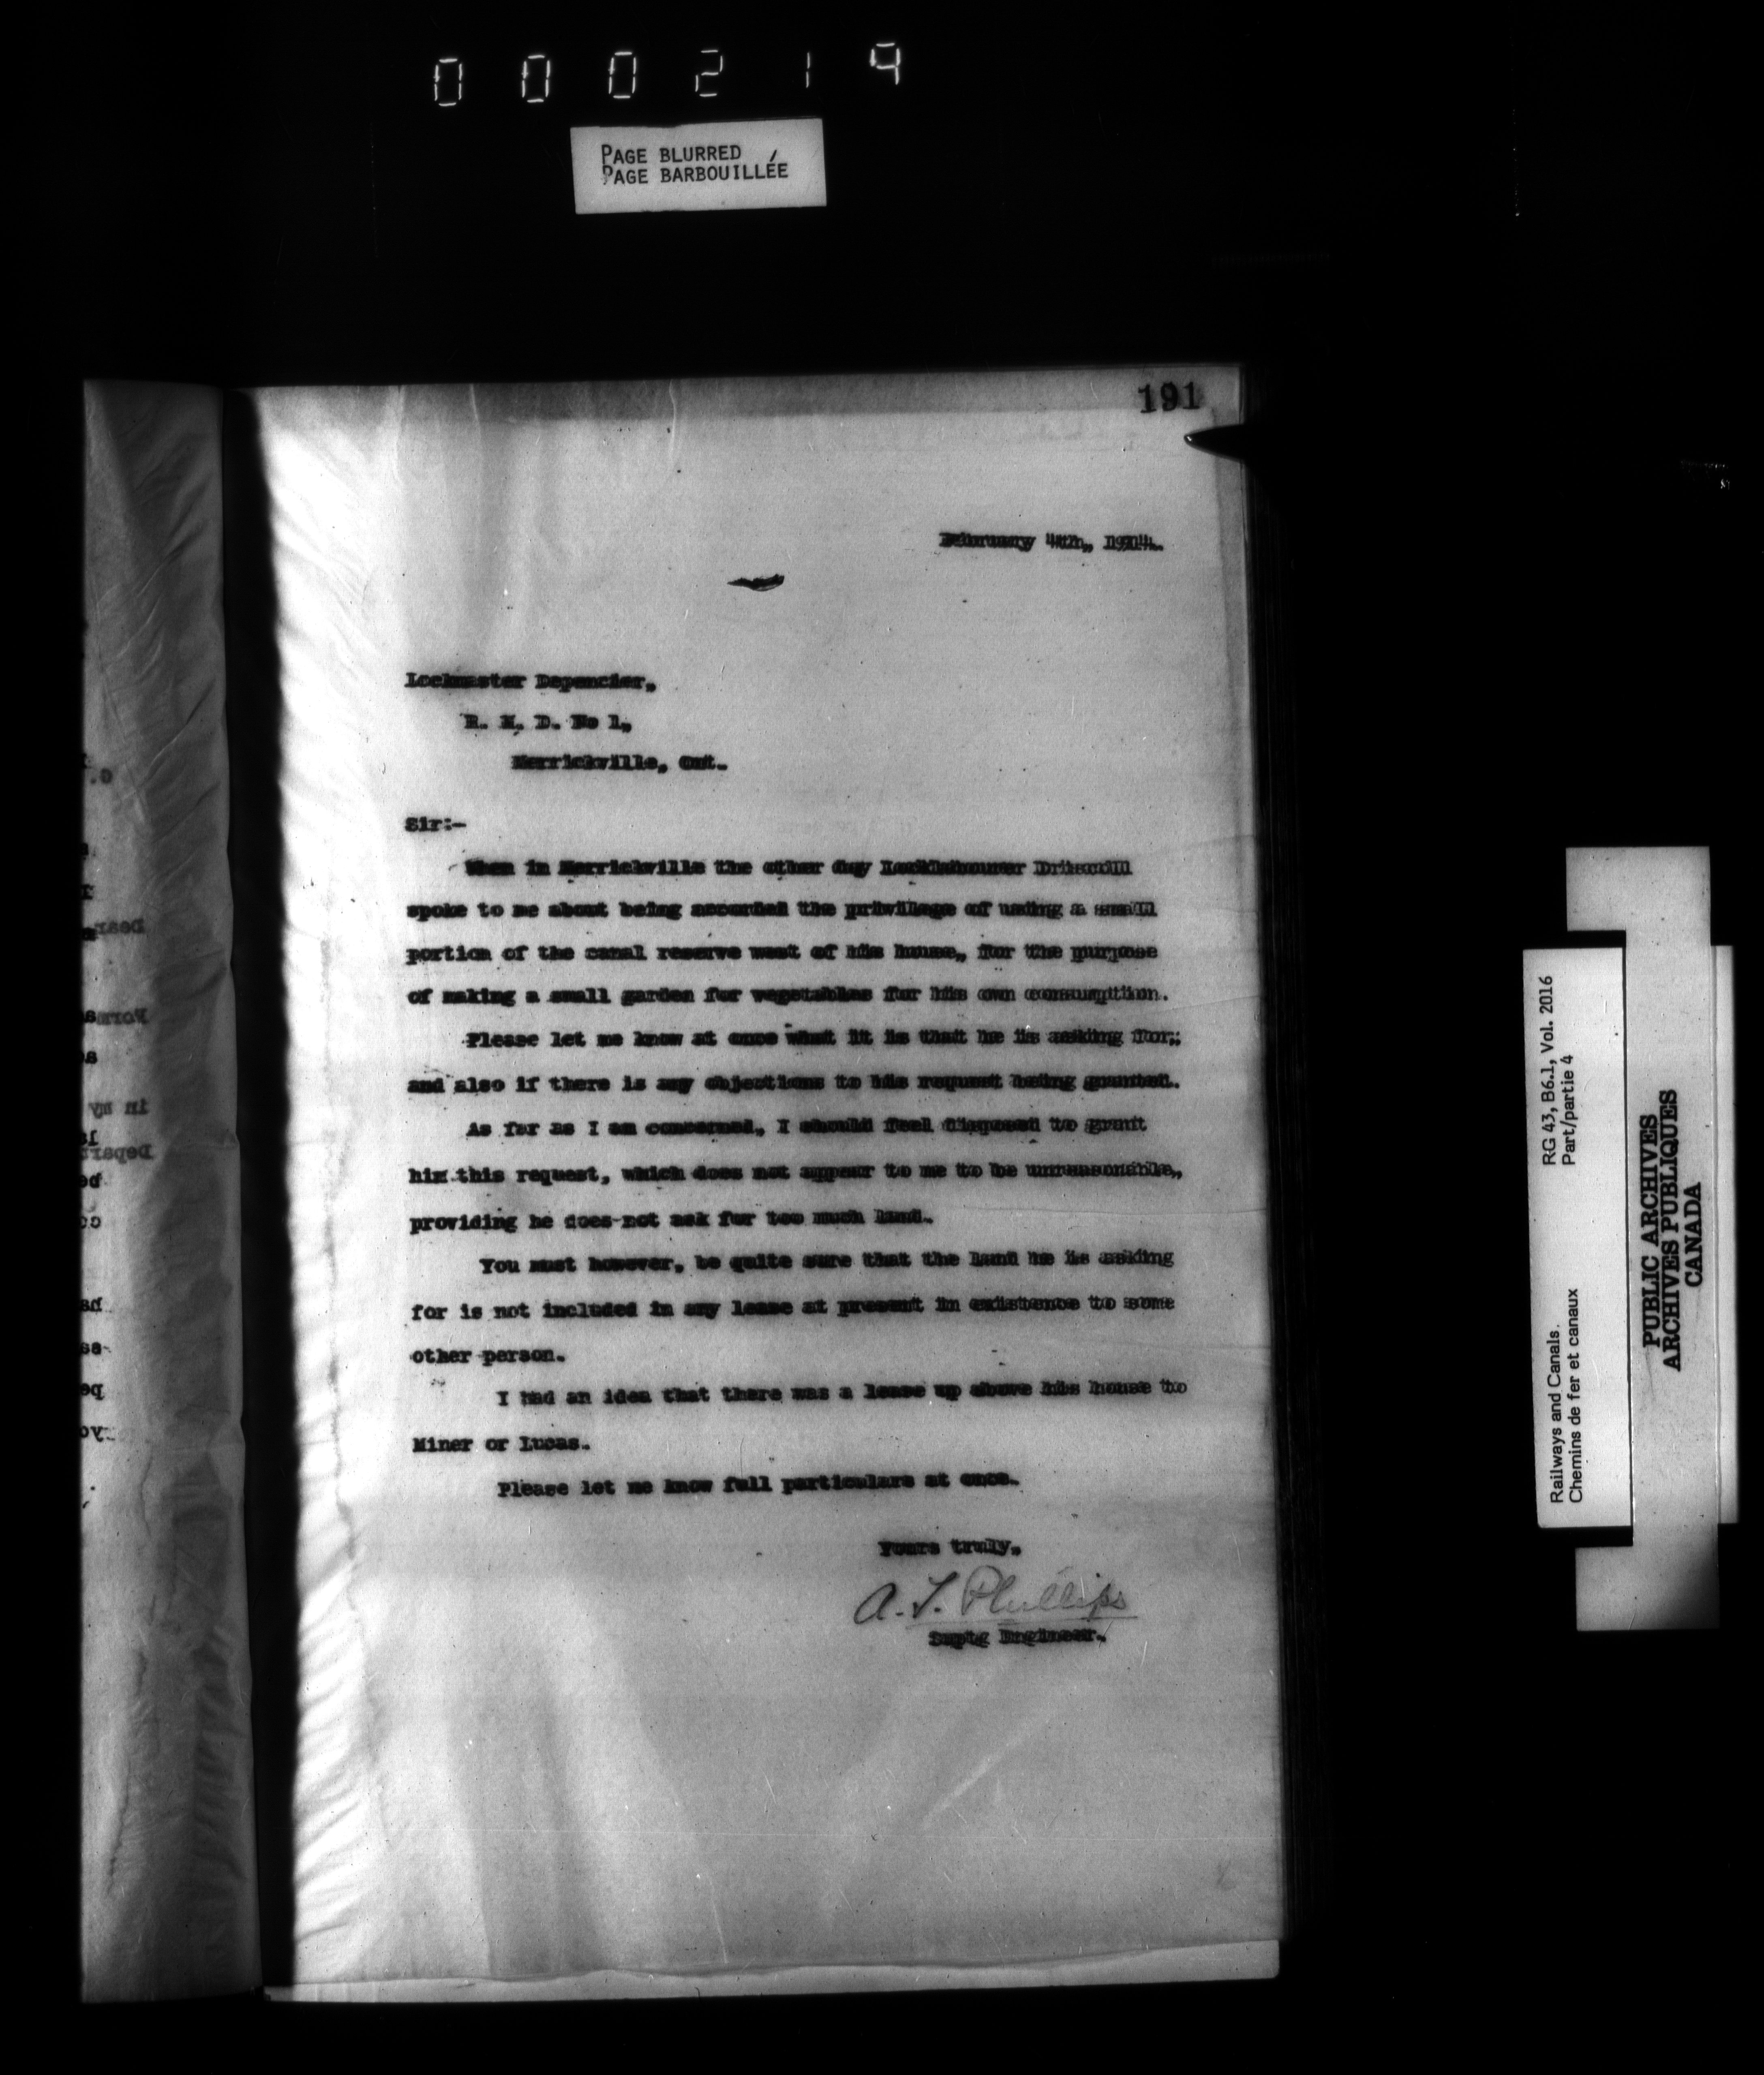 000219
PAGE BLURRED
PAGE BARBOUILLÉE
191
February 4th, 1914.
Lockmaster Depencier,
R. M. D. No 1,
Merrickville, Ont.
Sir:-
When in Merrickville the other day Locklabourer Driscoll
spoke to me about being accorded the privilege of using a small
portion of the canal reserve west of his house, for the purpose
of making a small garden for vegetables for his own consumption.
Please let me know at once what it is that he is asking for;
and also if there is any objections to his request being granted.
As far as I am concerned, I should feel disposed to grant
him this request, which does not appear to me to be unreasonable,
providing he does not ask for too much land.
You must however, be quite sure that the land he is asking
for is not included in any lease at present in existence to some
other person.
I had an idea that there was a lease up above his house to
Miner or Lucas.
Please let me know full particulars at once.
Yours truly,
A. T. Phillips
Suptg Engineer.
Railways and Canals
Chemins de fer et canaux
RG 43, B6.1, Vol. 2016
Part/partie 4
PUBLIC ARCHIVES
ARCHIVES PUBLIQUES
CANADA